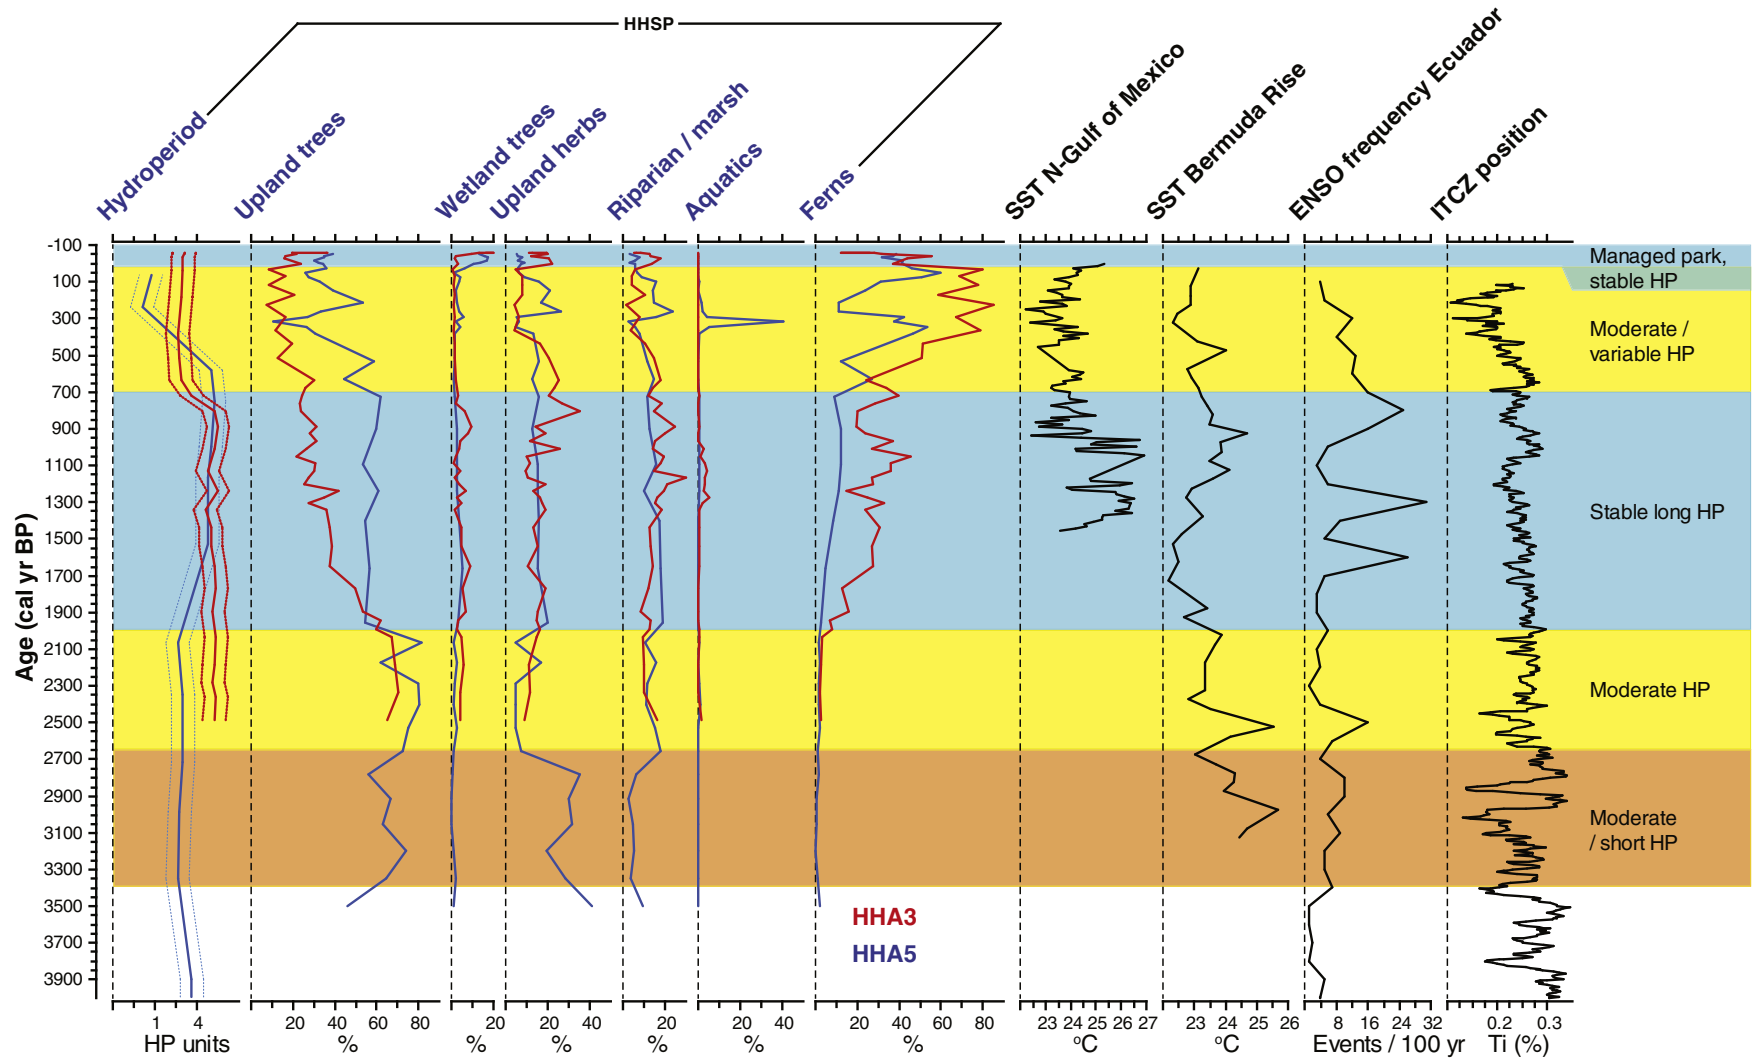 HHSP
Hydroperiod
Upland trees
Wetland trees
Upland herbs
Riparian / marsh
Aquatics
Ferns
SST N-Gulf of Mexico
SST Bermuda Rise
ENSO frequency Ecuador
ITCZ position
Age (cal yr BP)
-100
100
300
500
700
900
1100
1300
1500
1700
1900
2100
2300
2500
2700
2900
3100
3300
3500
3700
3900
Managed park,
stable HP
Moderate /
variable HP
Stable long HP
Moderate HP
Moderate
/ short HP
HHA3
HHA5
1 4
20 40 60 80
20
20 40
20
20 40
20 40 60 80
23 24 25 26 27
23 24 25 26
8 16 24 32
0.2 0.3
HP units
%
%
%
%
%
%
°C
°C
Events / 100 yr
Ti (%)